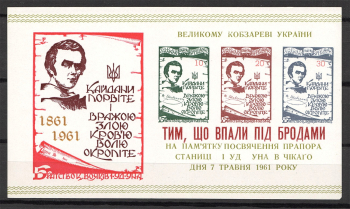 ВЕЛИКОМУ КОБЗАРЕВІ УКРАЇНИ
КАЙДАНИ
ПОРВІТЕ
І
ВРАЖОЮ
ЗЛОЮ
КРОВ'Ю
ВОЛЮ
ОКРОПІТЕ
1861
1961
10
20
30
ТИМ, ЩО ВПАЛИ ПІД БРОДАМИ
НА ПАМ'ЯТКУ ПОСВЯЧЕННЯ ПРАПОРА
СТАНИЦІ І УД УНА В ЧІКАГО
ДНЯ 7 ТРАВНЯ 1961 РОКУ